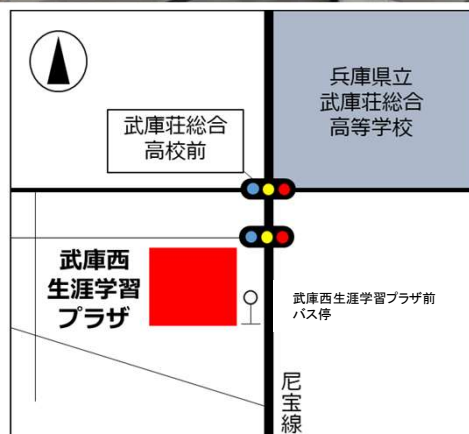 兵庫県立
武庫荘総合
高等学校
武庫荘総合
高校前
武庫西
生涯学習
プラザ
武庫西生涯学習プラザ前
バス停
尼宝線